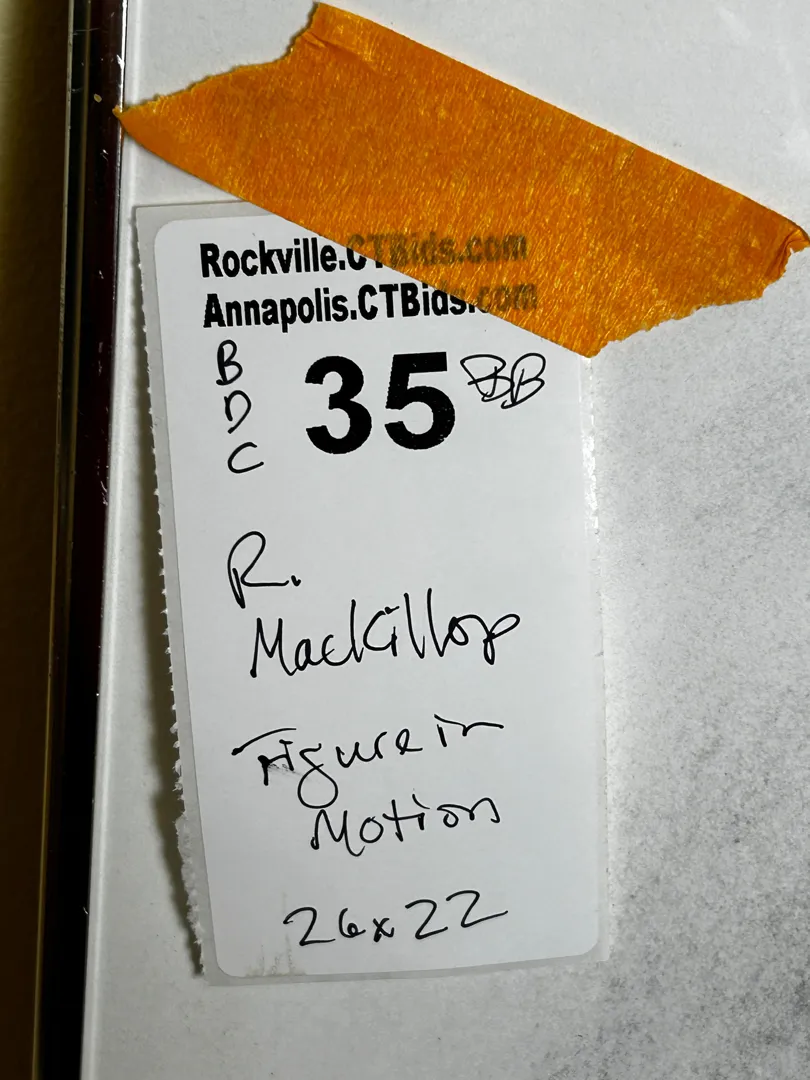 Rockville.CTBids.com
Annapolis.CTBids.com
B
D
C
35 BB
R.
MacKillop
Figure in
Motion
26x22